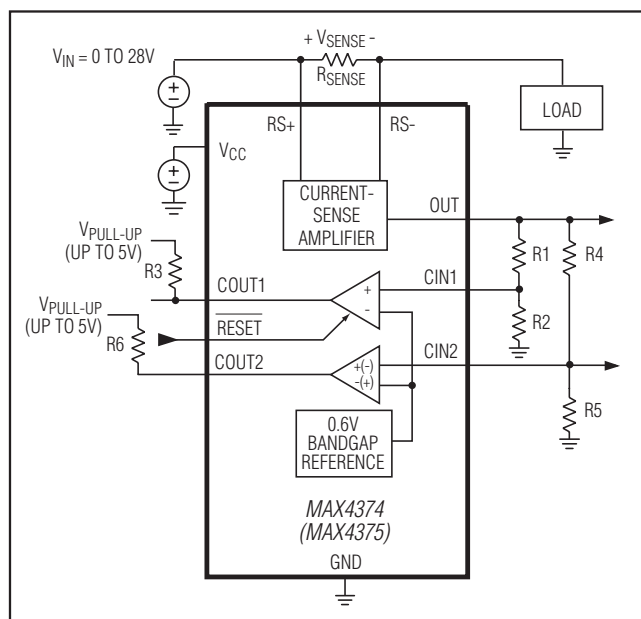 + VSENSE -
VIN = 0 TO 28V
RSENSE
LOAD
RS+
RS-
VCC
CURRENT-
SENSE
AMPLIFIER
OUT
VPULL-UP
(UP TO 5V)
R3
R1
R4
COUT1
CIN1
+
-
R2
VPULL-UP
(UP TO 5V)
R6
RESET
COUT2
CIN2
+(-)
-(+)
R5
0.6V
BANDGAP
REFERENCE
MAX4374
(MAX4375)
GND